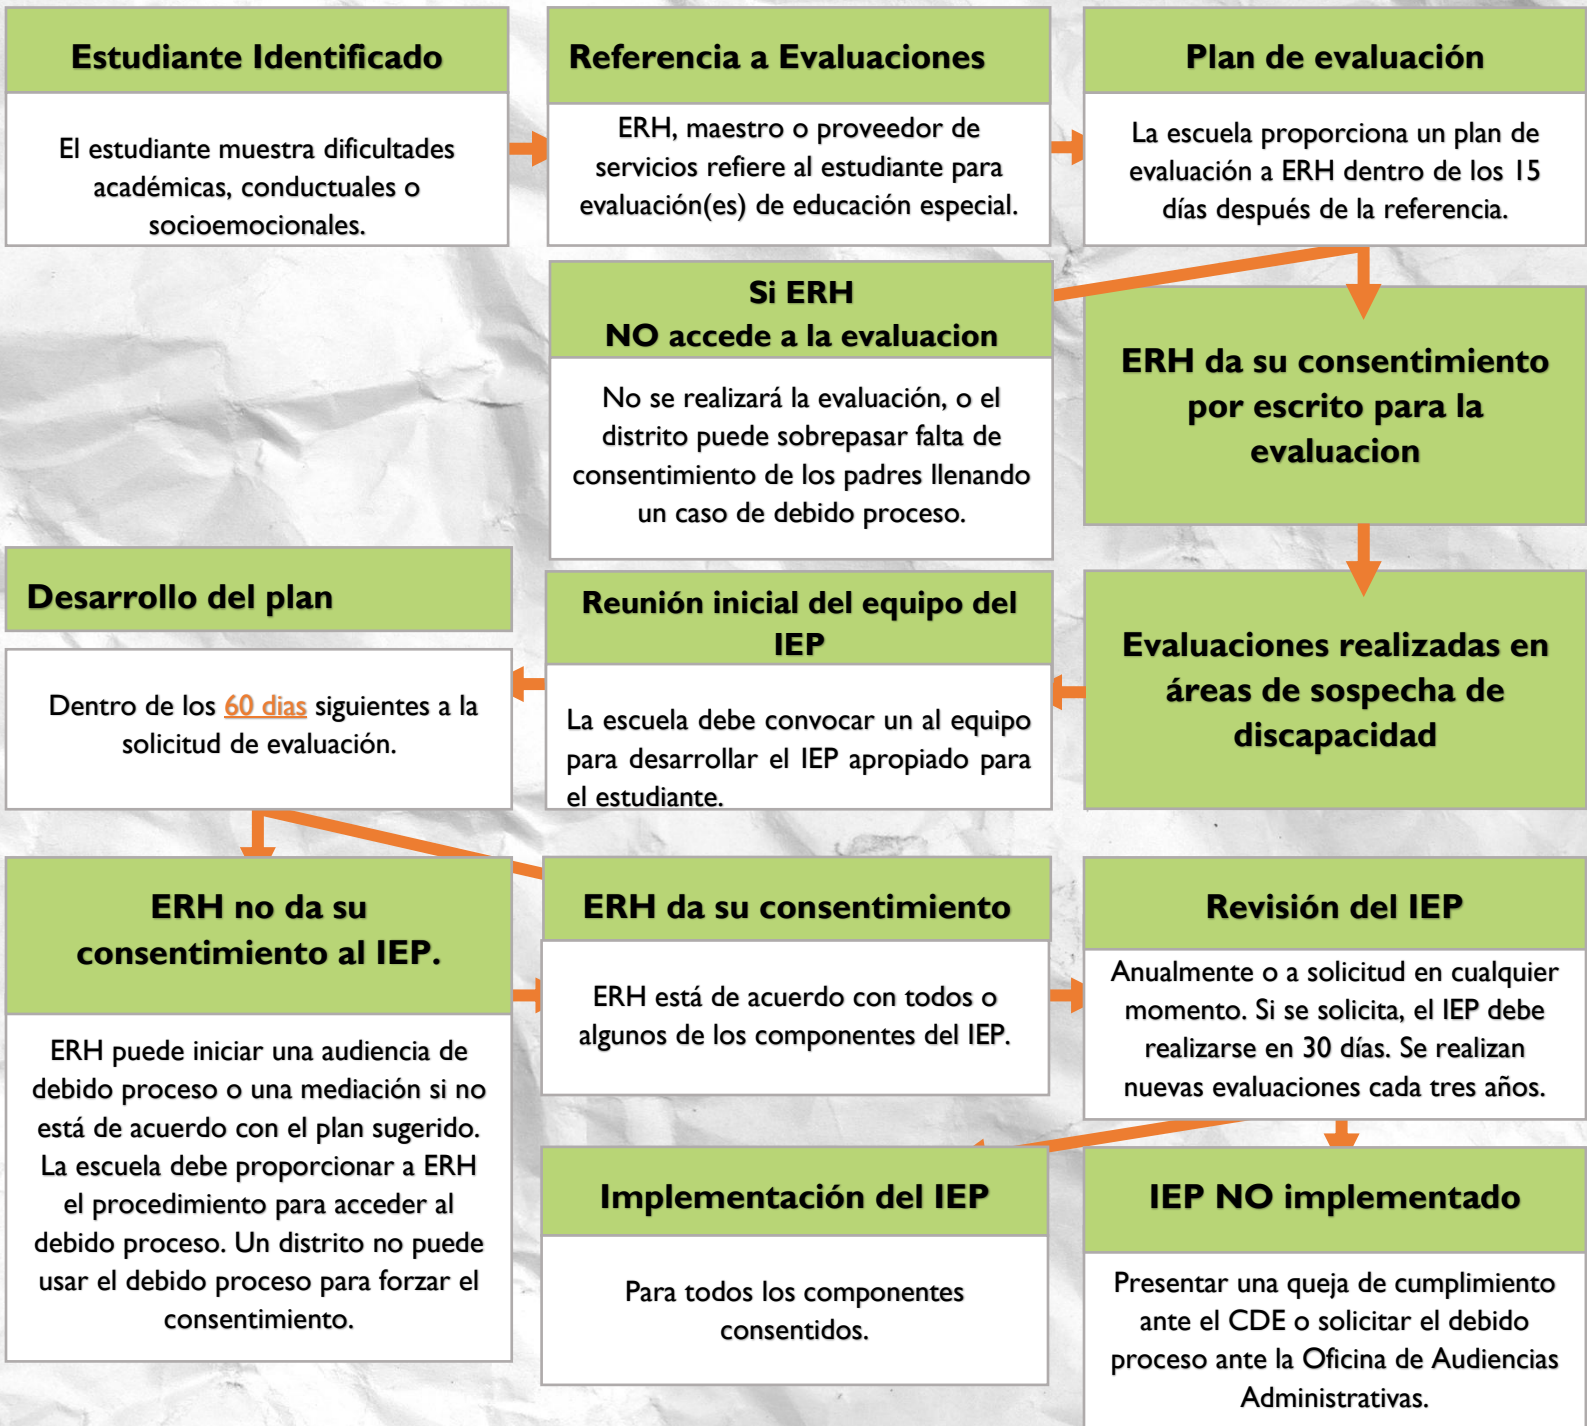 Estudiante Identificado
El estudiante muestra dificultades
académicas, conductuales o
socioemocionales.
Referencia a Evaluaciones
ERH, maestro o proveedor de
servicios refiere al estudiante para
evaluación(es) de educación especial.
Plan de evaluación
La escuela proporciona un plan de
evaluación a ERH dentro de los 15
días después de la referencia.
Si ERH
NO accede a la evaluacion
No se realizará la evaluación, o el
distrito puede sobrepasar falta de
consentimiento de los padres llenando
un caso de debido proceso.
ERH da su consentimiento
por escrito para la
evaluacion
Evaluaciones realizadas en
áreas de sospecha de
discapacidad
Reunión inicial del equipo del
IEP
La escuela debe convocar un al equipo
para desarrollar el IEP apropiado para
el estudiante.
Desarrollo del plan
Dentro de los 60 dias siguientes a la
solicitud de evaluación.
ERH no da su
consentimiento al IEP.
ERH puede iniciar una audiencia de
debido proceso o una mediación si no
está de acuerdo con el plan sugerido.
La escuela debe proporcionar a ERH
el procedimiento para acceder al
debido proceso. Un distrito no puede
usar el debido proceso para forzar el
consentimiento.
ERH da su consentimiento
ERH está de acuerdo con todos o
algunos de los componentes del IEP.
Revisión del IEP
Anualmente o a solicitud en cualquier
momento. Si se solicita, el IEP debe
realizarse en 30 días. Se realizan
nuevas evaluaciones cada tres años.
Implementación del IEP
Para todos los componentes
consentidos.
IEP NO implementado
Presentar una queja de cumplimiento
ante el CDE o solicitar el debido
proceso ante la Oficina de Audiencias
Administrativas.